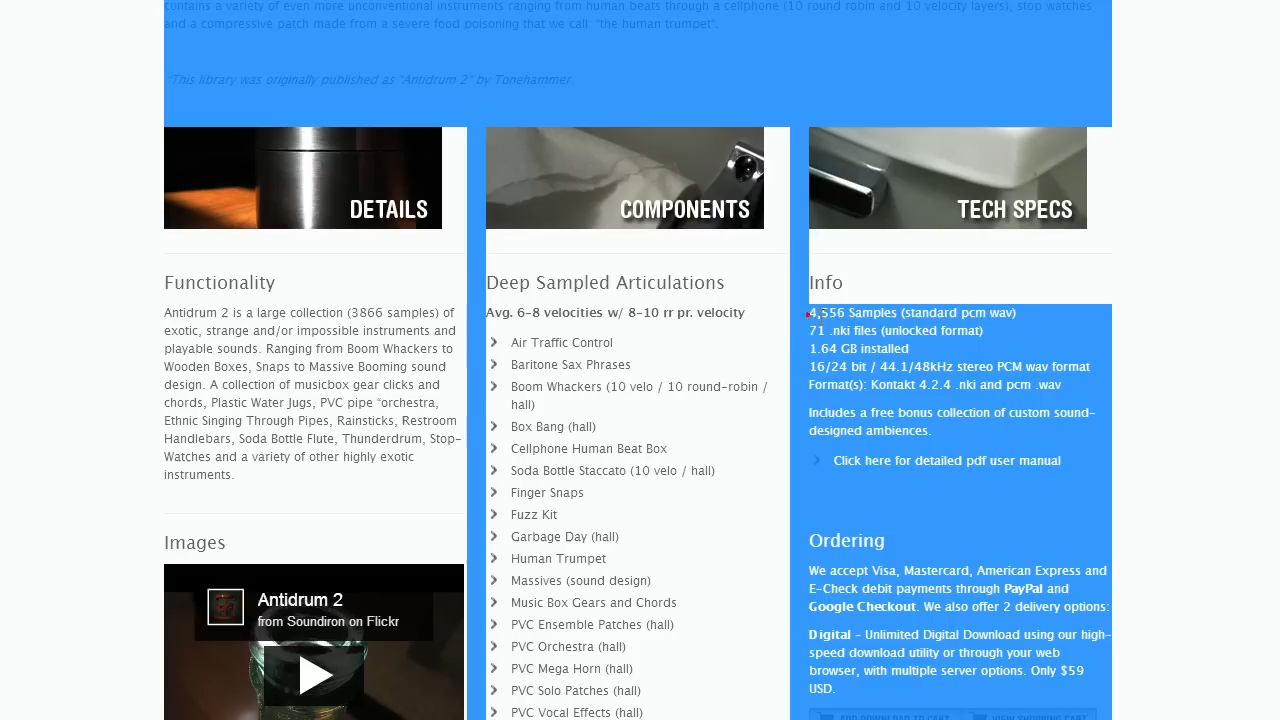 contains a variety of even more unconventional instruments ranging from human beats through a cellphone (10 round robin and 10 velocity layers), stop watches
and a compressive patch made from a severe food poisoning that we call: "the human trumpet".
*This library was originally published as "Antidrum 2" by Tonehammer.
DETAILS
Functionality
Antidrum 2 is a large collection (3866 samples) of
exotic, strange and/or impossible instruments and
playable sounds. Ranging from Boom Whackers to
Wooden Boxes, Snaps to Massive Booming sound
design. A collection of musicbox gear clicks and
chords, Plastic Water Jugs, PVC pipe "orchestra,
Ethnic Singing Through Pipes, Rainsticks, Restroom
Handlebars, Soda Bottle Flute, Thunderdrum, Stop-
Watches and a variety of other highly exotic
instruments.
Images
Antidrum 2
from Soundiron on Flickr
COMPONENTS
Deep Sampled Articulations
Avg. 6-8 velocities w/ 8-10 rr pr. velocity
Air Traffic Control
Baritone Sax Phrases
Boom Whackers (10 velo / 10 round-robin /
hall)
Box Bang (hall)
Cellphone Human Beat Box
Soda Bottle Staccato (10 velo / hall)
Finger Snaps
Fuzz Kit
Garbage Day (hall)
Human Trumpet
Massives (sound design)
Music Box Gears and Chords
PVC Ensemble Patches (hall)
PVC Orchestra (hall)
PVC Mega Horn (hall)
PVC Solo Patches (hall)
PVC Vocal Effects (hall)
TECH SPECS
Info
4,556 Samples (standard pcm wav)
71 .nki files (unlocked format)
1.64 GB installed
16/24 bit / 44.1/48kHz stereo PCM wav format
Format(s): Kontakt 4.2.4 .nki and pcm .wav
Includes a free bonus collection of custom sound-
designed ambiences.
Click here for detailed pdf user manual
Ordering
We accept Visa, Mastercard, American Express and
E-Check debit payments through PayPal and
Google Checkout. We also offer 2 delivery options:
Digital - Unlimited Digital Download using our high-
speed download utility or through your web
browser, with multiple server options. Only $59
USD.
ADD DOWNLOAD TO CART
VIEW SHOPPING CART